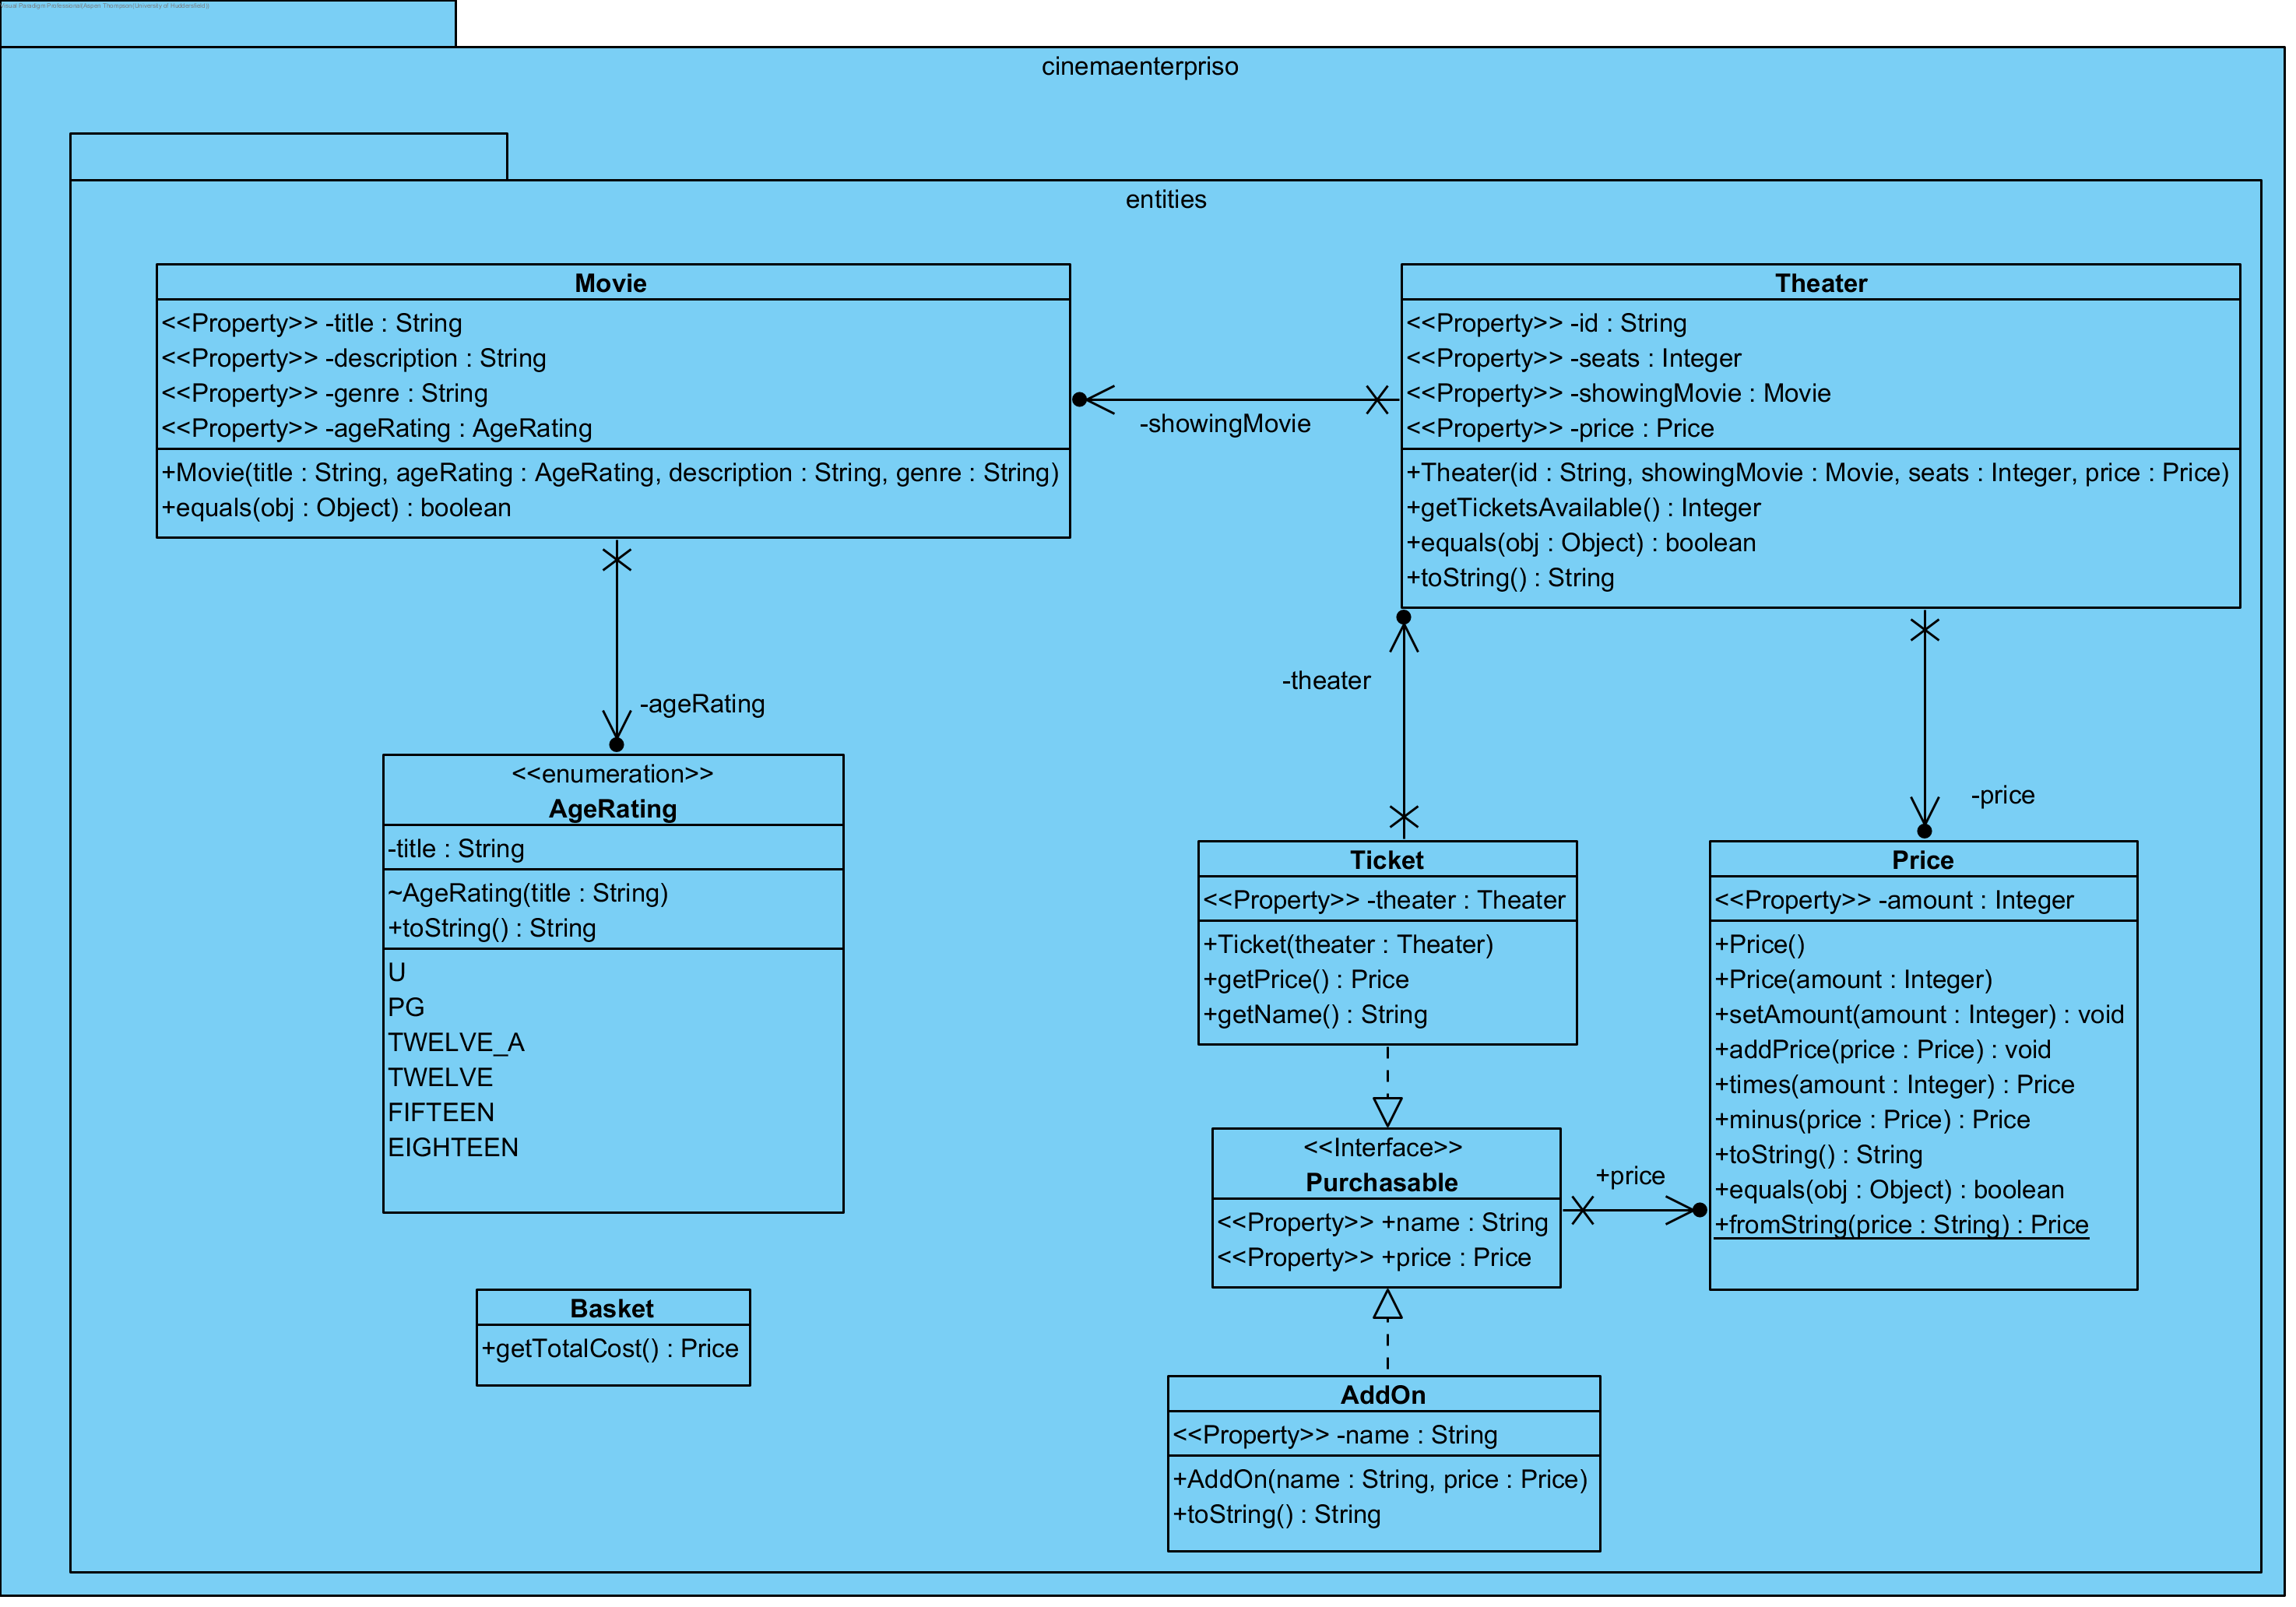 Visual Paradigm Professional(Aspen Thompson(University of Huddersfield))
cinemaenterpriso
entities
Movie
<<Property>> -title : String
<<Property>> -description : String
<<Property>> -genre : String
<<Property>> -ageRating : AgeRating
+Movie(title : String, ageRating : AgeRating, description : String, genre : String)
+equals(obj : Object) : boolean
-showingMovie
Theater
<<Property>> -id : String
<<Property>> -seats : Integer
<<Property>> -showingMovie : Movie
<<Property>> -price : Price
+Theater(id : String, showingMovie : Movie, seats : Integer, price : Price)
+getTicketsAvailable() : Integer
+equals(obj : Object) : boolean
+toString() : String
-ageRating
-theater
-price
<<enumeration>>
AgeRating
-title : String
~AgeRating(title : String)
+toString() : String
U
PG
TWELVE_A
TWELVE
FIFTEEN
EIGHTEEN
Ticket
<<Property>> -theater : Theater
+Ticket(theater : Theater)
+getPrice() : Price
+getName() : String
Price
<<Property>> -amount : Integer
+Price()
+Price(amount : Integer)
+setAmount(amount : Integer) : void
+addPrice(price : Price) : void
+times(amount : Integer) : Price
+minus(price : Price) : Price
+toString() : String
+equals(obj : Object) : boolean
+fromString(price : String) : Price
<<Interface>>
Purchasable
<<Property>> +name : String
<<Property>> +price : Price
+price
Basket
+getTotalCost() : Price
AddOn
<<Property>> -name : String
+AddOn(name : String, price : Price)
+toString() : String